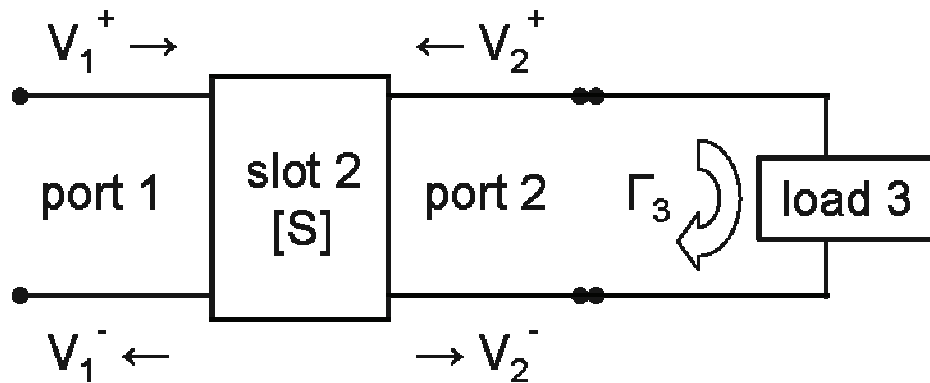 V₁⁺ → ← V₂⁺
port 1 slot 2 [S] port 2 Γ₃ load 3
V₁⁻ ← → V₂⁻